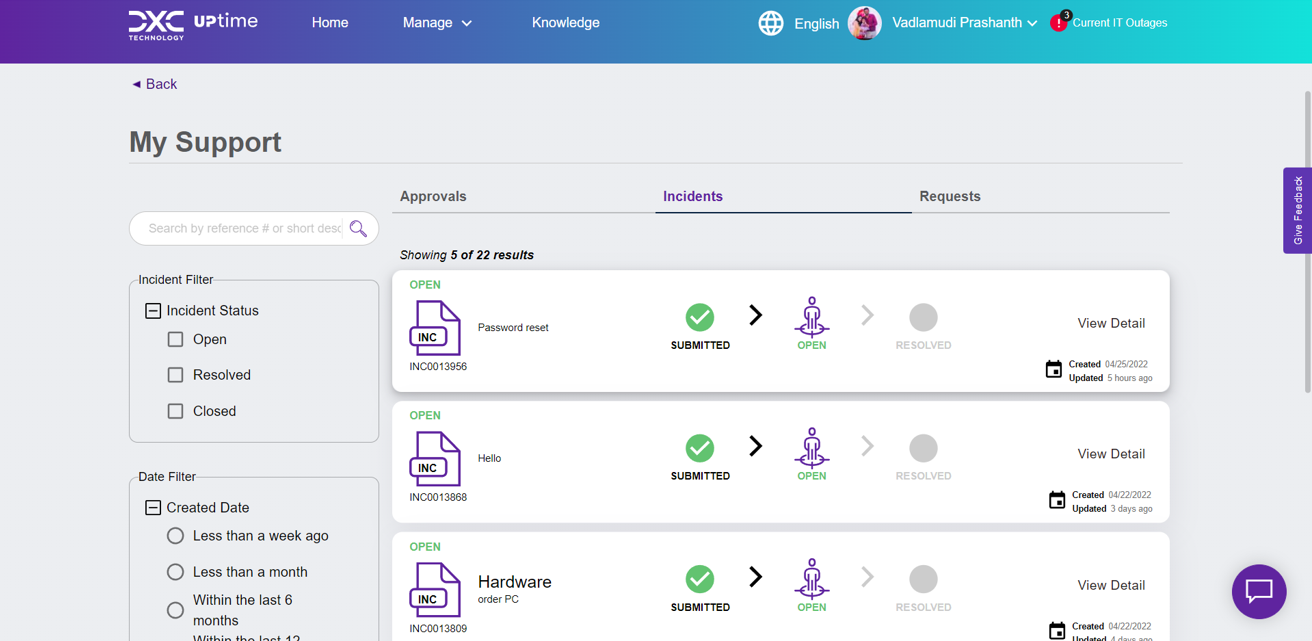 DXC
TECHNOLOGY
UPtime
Home
Manage
Knowledge
English
Vadlamudi Prashanth
3
Current IT Outages
◄ Back
My Support
Give Feedback
Search by reference # or short desc
Approvals
Incidents
Requests
Showing 5 of 22 results
Incident Filter
Incident Status
Open
Resolved
Closed
Date Filter
Created Date
Less than a week ago
Less than a month
Within the last 6
months
Within the last 12
OPEN
INC
INC0013956
Password reset
SUBMITTED
OPEN
RESOLVED
View Detail
Created 04/25/2022
Updated 5 hours ago
OPEN
INC
INC0013868
Hello
SUBMITTED
OPEN
RESOLVED
View Detail
Created 04/22/2022
Updated 3 days ago
OPEN
INC
INC0013809
Hardware
order PC
SUBMITTED
OPEN
RESOLVED
View Detail
Created 04/22/2022
Updated 4 days ago